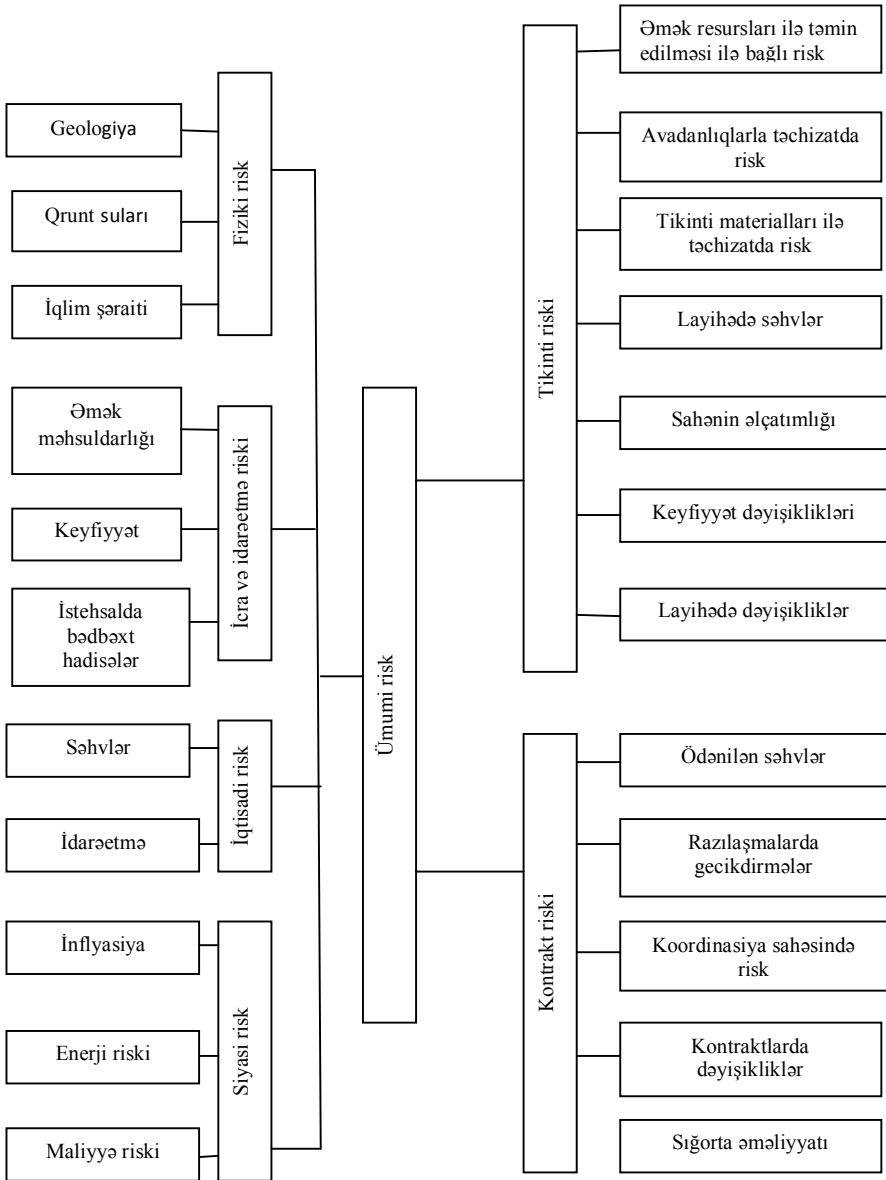 Geologiya
Qrunt suları
İqlim şəraiti
Fiziki risk
Əmək
məhsuldarlığı
Keyfiyyət
İstehsalda
bədbəxt
hadisələr
İcra və idarəetmə riski
Səhvlər
İdarəetmə
İqtisadi risk
İnflyasiya
Enerji riski
Maliyyə riski
Siyasi risk
Ümumi risk
Tikinti riski
Əmək resursları ilə təmin
edilməsi ilə bağlı risk
Avadanlıqlarla təchizatda
risk
Tikinti materialları ilə
təchizatda risk
Layihədə səhvlər
Sahənin əlçatımlığı
Keyfiyyət dəyişiklikləri
Layihədə dəyişikliklər
Kontrakt riski
Ödənilən səhvlər
Razılaşmalarda
gecikdirmələr
Koordinasiya sahəsində
risk
Kontraktlarda
dəyişikliklər
Sığorta əməliyyatı